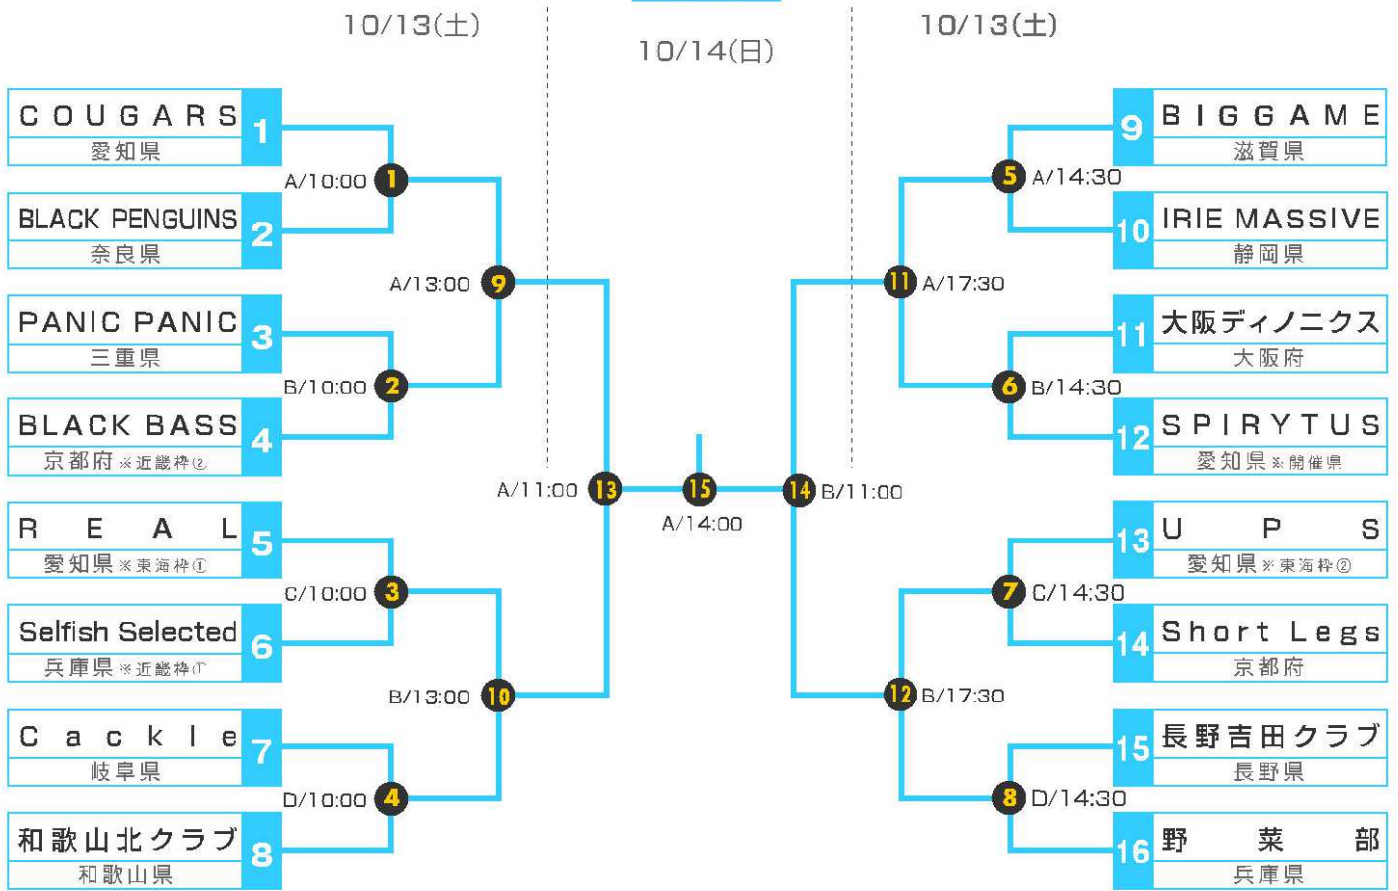 10/13(土)
10/14(日)
10/13(土)
COUGARS
1
愛知県
A/10:00
1
BLACK PENGUINS
2
奈良県
A/13:00
9
PANIC PANIC
3
三重県
B/10:00
2
BLACK BASS
4
京都府 ※近畿枠②
A/11:00
13
REAL
5
愛知県 ※東海枠①
C/10:00
3
Selfish Selected
6
兵庫県 ※近畿枠①
B/13:00
10
Cackle
7
岐阜県
D/10:00
4
和歌山北クラブ
8
和歌山県
15
A/14:00
9
BIGGAME
滋賀県
5
A/14:30
10
IRIE MASSIVE
静岡県
11
A/17:30
11
大阪ディノニクス
大阪府
6
B/14:30
12
SPIRYTUS
愛知県 ※開催県
14
B/11:00
13
UPS
愛知県 ※東海枠②
7
C/14:30
14
Short Legs
京都府
12
B/17:30
15
長野吉田クラブ
長野県
8
D/14:30
16
野菜部
兵庫県